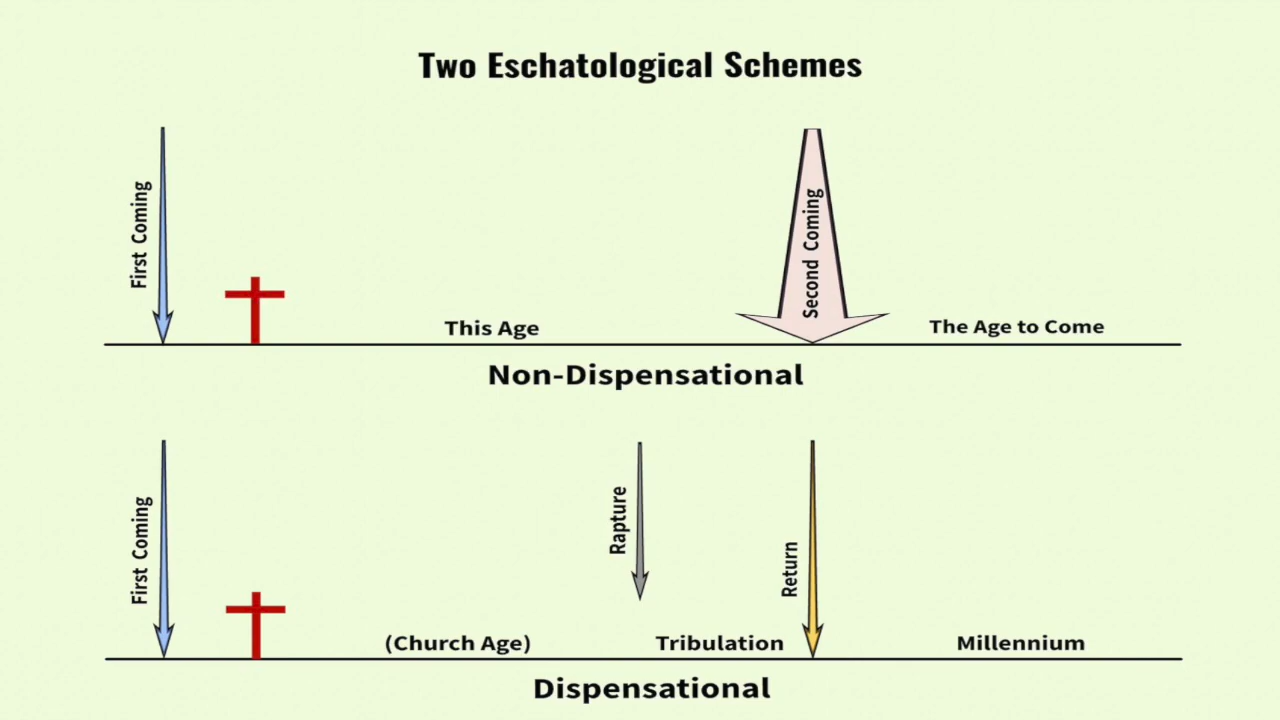 Two Eschatological Schemes
First Coming
Second Coming
This Age
The Age to Come
Non-Dispensational
First Coming
Rapture
Return
(Church Age)
Tribulation
Millennium
Dispensational